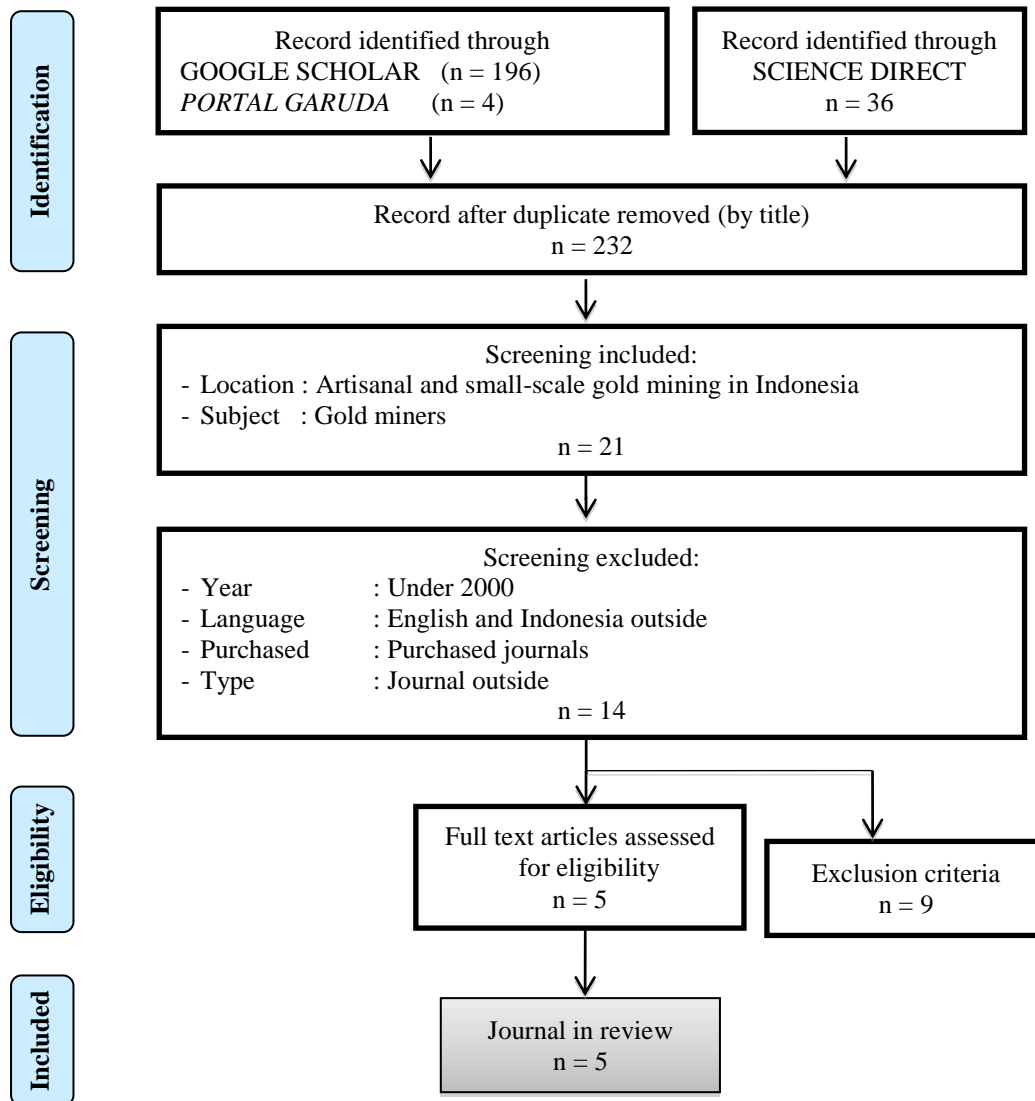 Identification
Record identified through
GOOGLE SCHOLAR (n = 196)
PORTAL GARUDA (n = 4)
Record identified through
SCIENCE DIRECT
n = 36
Record after duplicate removed (by title)
n = 232
Screening
Screening included:
- Location : Artisanal and small-scale gold mining in Indonesia
- Subject : Gold miners
n = 21
Screening excluded:
- Year : Under 2000
- Language : English and Indonesia outside
- Purchased : Purchased journals
- Type : Journal outside
n = 14
Eligibility
Full text articles assessed
for eligibility
n = 5
Exclusion criteria
n = 9
Included
Journal in review
n = 5